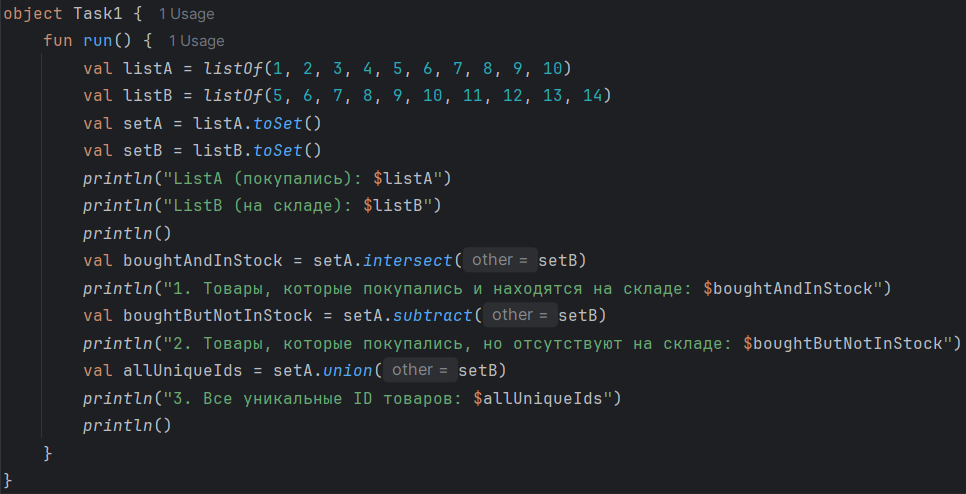 object Task1 { 1 Usage
    fun run() { 1 Usage
        val listA = listOf(1, 2, 3, 4, 5, 6, 7, 8, 9, 10)
        val listB = listOf(5, 6, 7, 8, 9, 10, 11, 12, 13, 14)
        val setA = listA.toSet()
        val setB = listB.toSet()
        println("ListA (покупались): $listA")
        println("ListB (на складе): $listB")
        println()
        val boughtAndInStock = setA.intersect( other = setB)
        println("1. Товары, которые покупались и находятся на складе: $boughtAndInStock")
        val boughtButNotInStock = setA.subtract( other = setB)
        println("2. Товары, которые покупались, но отсутствуют на складе: $boughtButNotInStock")
        val allUniqueIds = setA.union( other = setB)
        println("3. Все уникальные ID товаров: $allUniqueIds")
        println()
    }
}